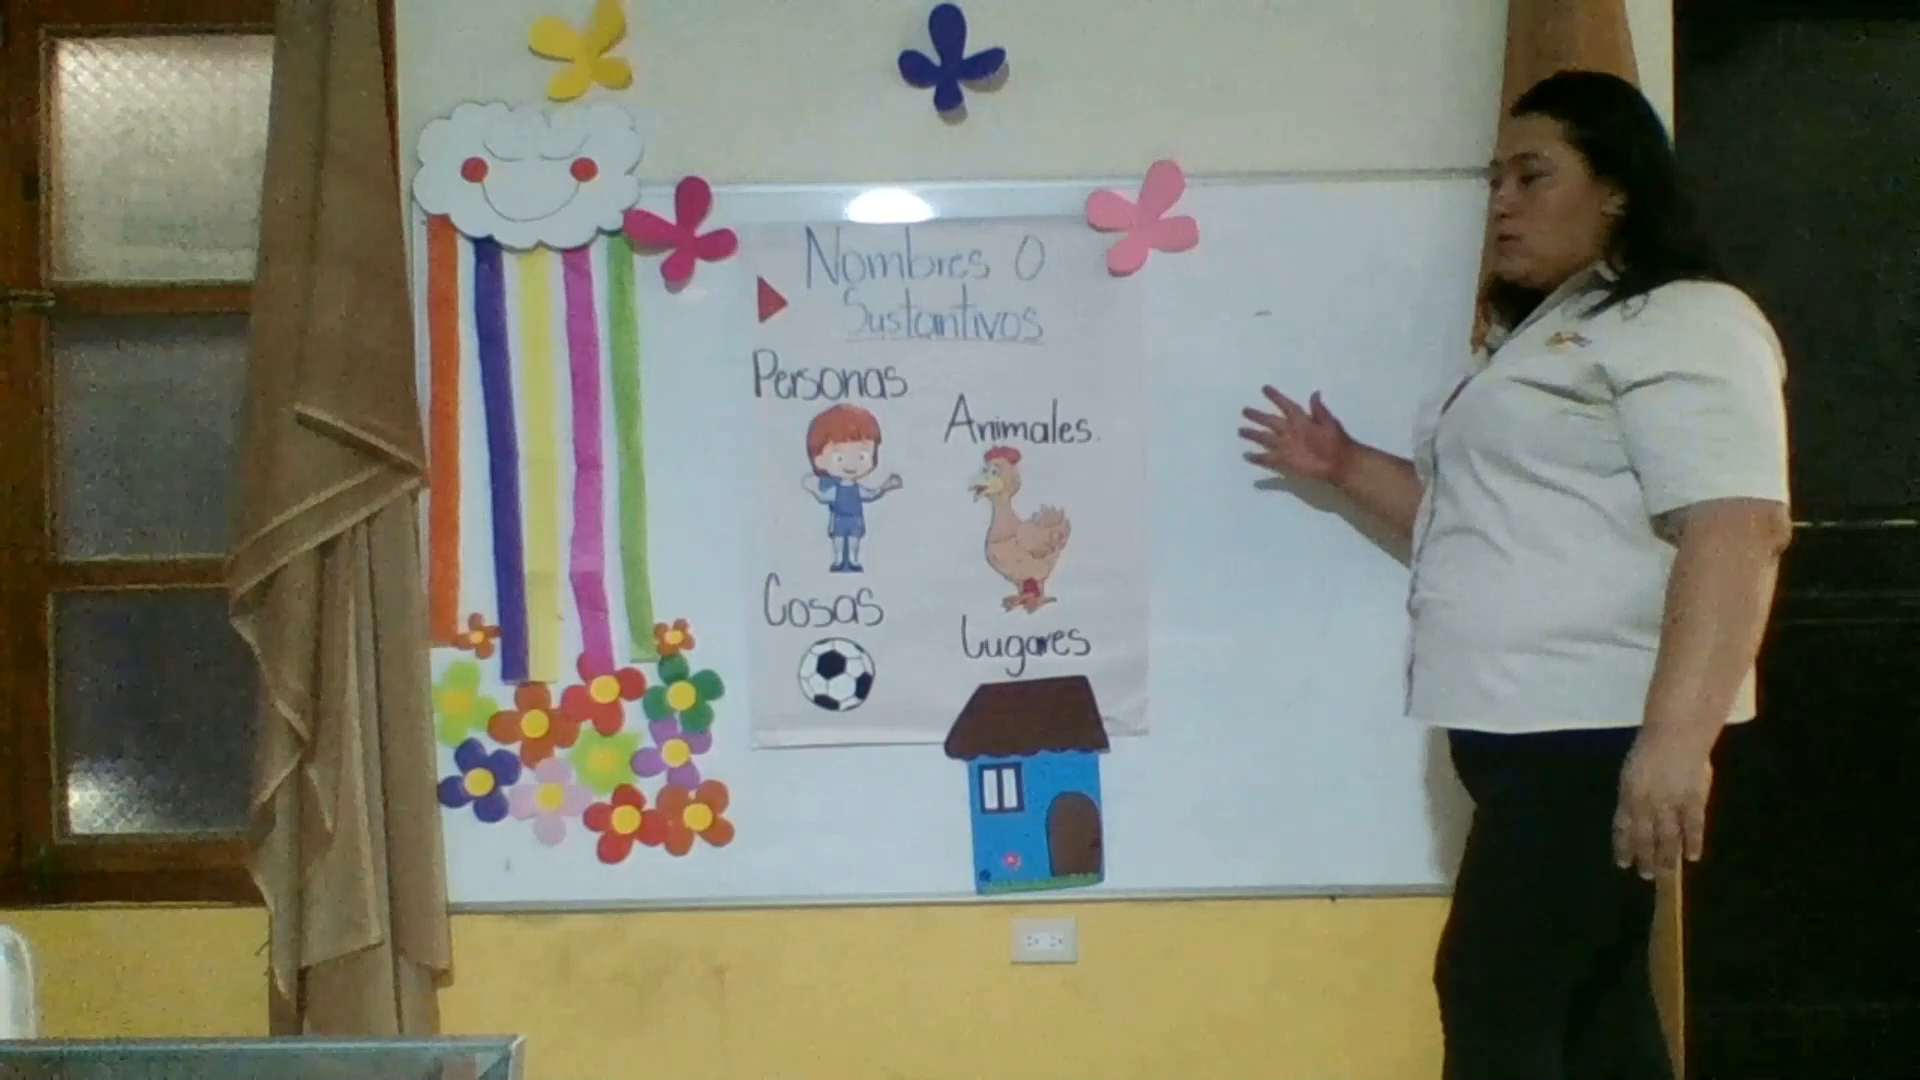 Nombres O
Sustantivos
Personas
Animales.
Cosas
Lugares